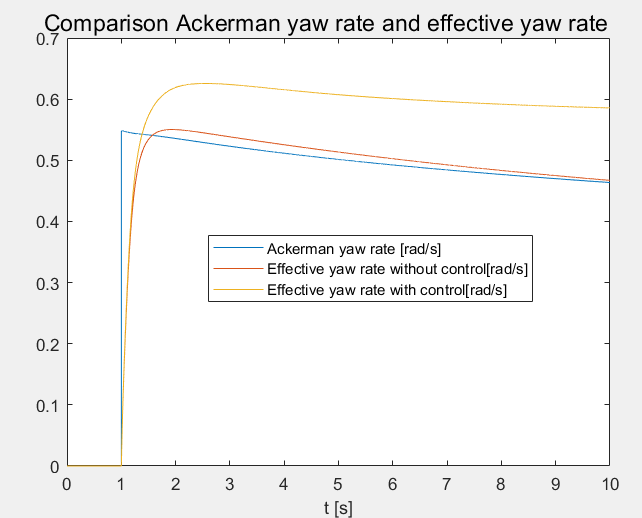 Comparison Ackerman yaw rate and effective yaw rate
0.7
0.6
0.5
0.4
0.3
0.2
0.1
0
Ackerman yaw rate [rad/s]
Effective yaw rate without control[rad/s]
Effective yaw rate with control[rad/s]
0 1 2 3 4 5 6 7 8 9 10
t [s]